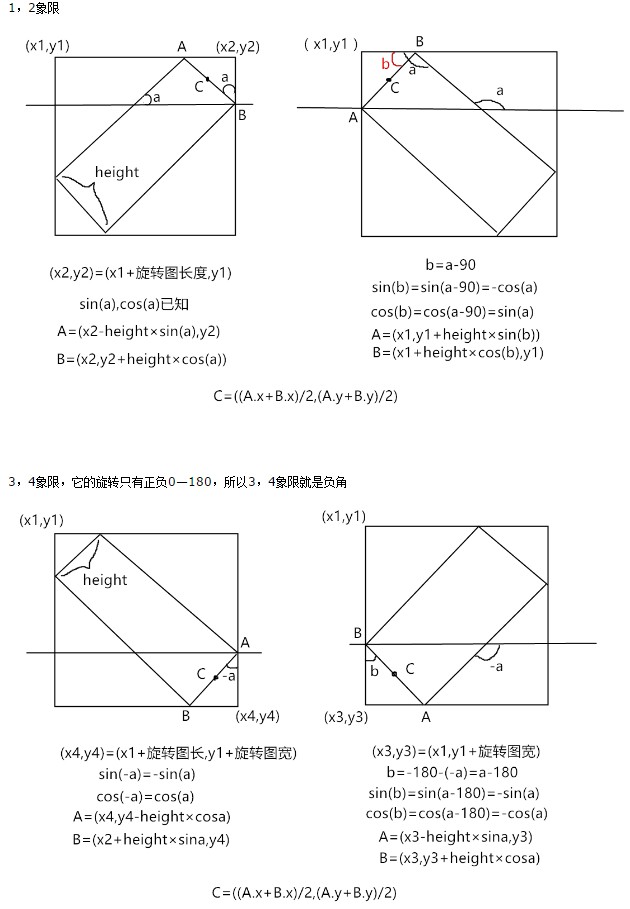 1，2象限
(x1,y1)
A
(x2,y2)
C
a
a
B
height
(x2,y2)=(x1+旋转图长度,y1)
sin(a),cos(a)已知
A=(x2-height×sin(a),y2)
B=(x2,y2+height×cos(a))
(x1,y1)
B
b
a
C
a
A
b=a-90
sin(b)=sin(a-90)=-cos(a)
cos(b)=cos(a-90)=sin(a)
A=(x1,y1+height×sin(b))
B=(x1+height×cos(b),y1)
C=((A.x+B.x)/2,(A.y+B.y)/2)
3，4象限，它的旋转只有正负0—180，所以3，4象限就是负角
(x1,y1)
height
A
C
-a
B
(x4,y4)
(x4,y4)=(x1+旋转图长,y1+旋转图宽)
sin(-a)=-sin(a)
cos(-a)=cos(a)
A=(x4,y4-height×cosa)
B=(x2+height×sina,y4)
(x1,y1)
B
b
C
-a
(x3,y3)
A
(x3,y3)=(x1,y1+旋转图宽)
b=-180-(-a)=a-180
sin(b)=sin(a-180)=-sin(a)
cos(b)=cos(a-180)=-cos(a)
A=(x3-height×sina,y3)
B=(x3,y3+height×cosa)
C=((A.x+B.x)/2,(A.y+B.y)/2)